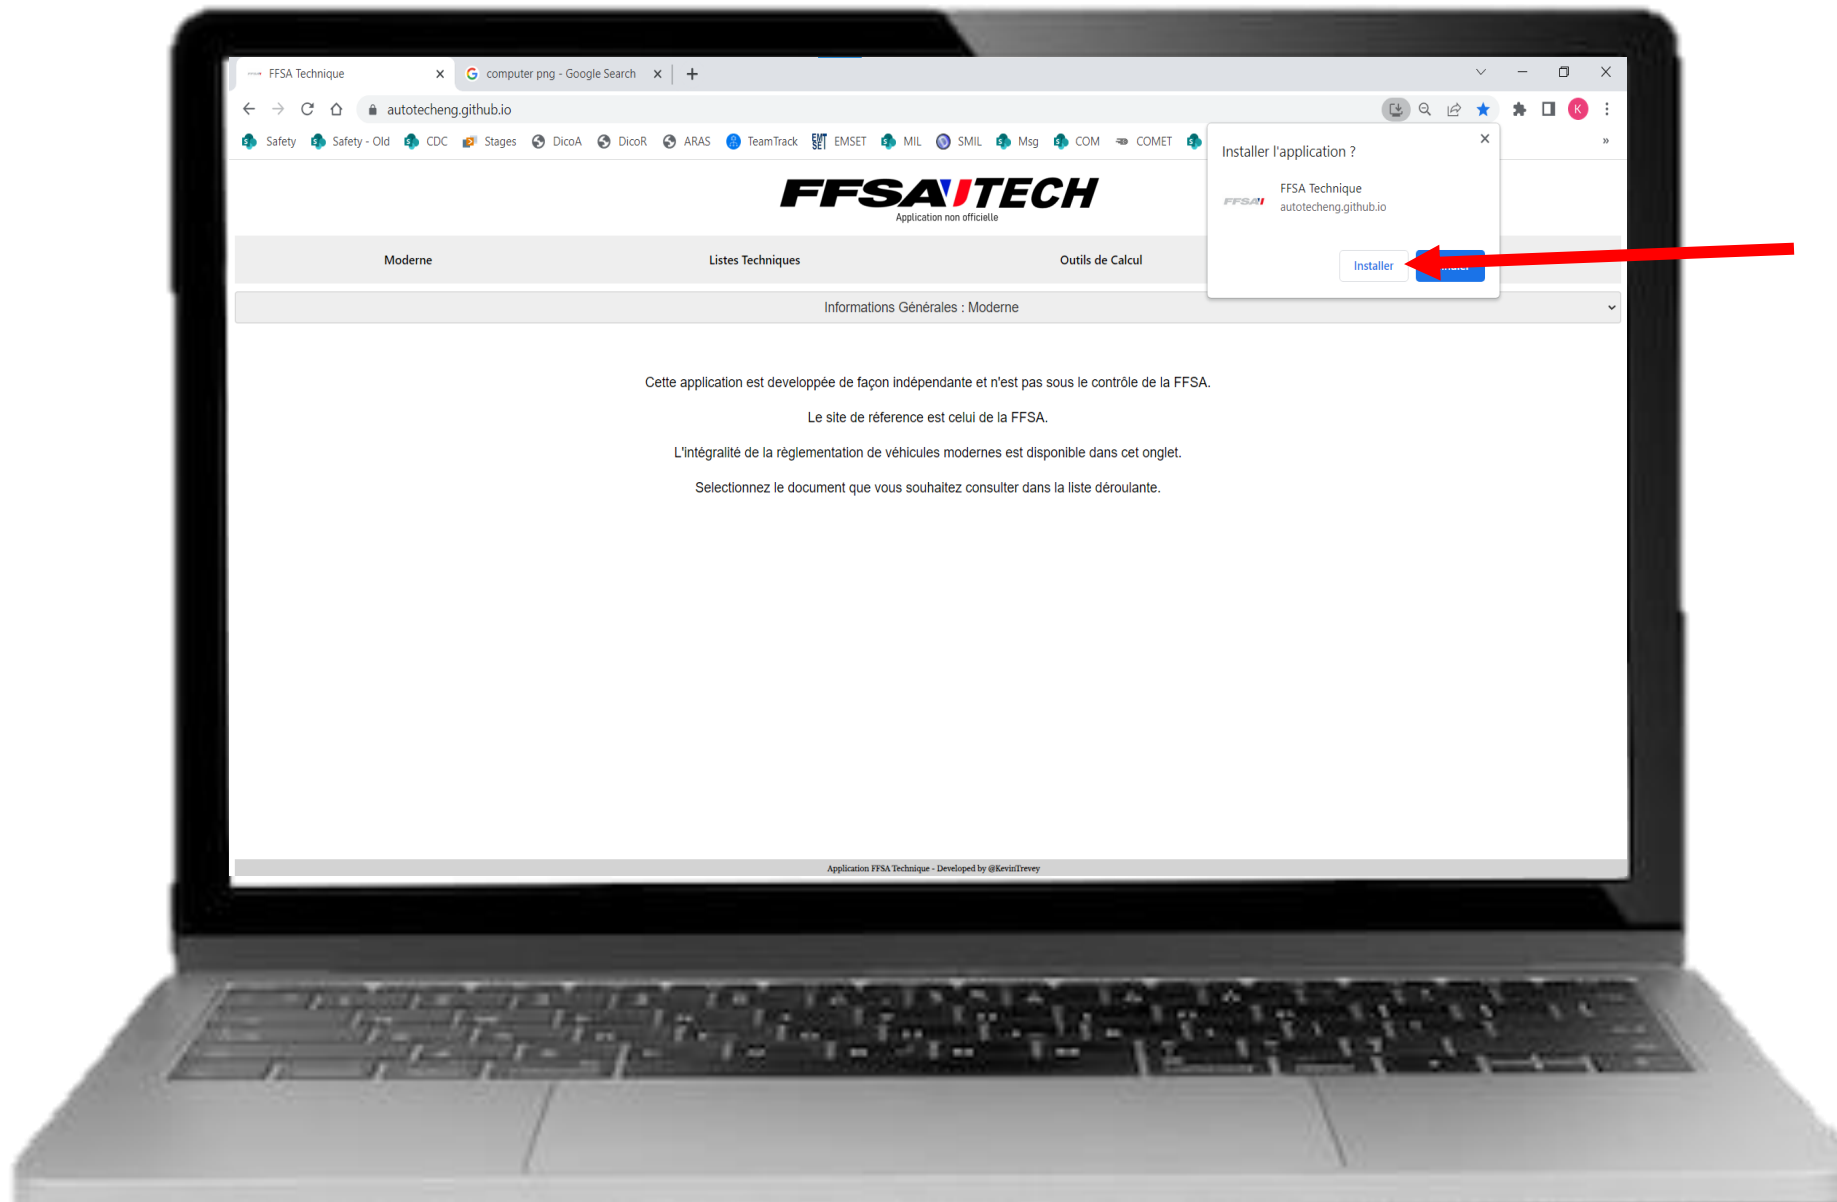 FFSA Technique
computer png - Google Search
autotecheng.github.io
Safety
Safety - Old
CDC
Stages
DicoA
DicoR
ARAS
TeamTrack
EMSET
MIL
SMIL
Msg
COM
COMET
Installer l'application ?
FFSA Technique
autotecheng.github.io
Installer
FFSA TECH
Application non officielle
Moderne
Listes Techniques
Outils de Calcul
Informations Générales : Moderne
Cette application est developpée de façon indépendante et n'est pas sous le contrôle de la FFSA.
Le site de réference est celui de la FFSA.
L'intégralité de la règlementation de véhicules modernes est disponible dans cet onglet.
Selectionnez le document que vous souhaitez consulter dans la liste déroulante.
Application FFSA Technique - Developed by @KevinTrevey